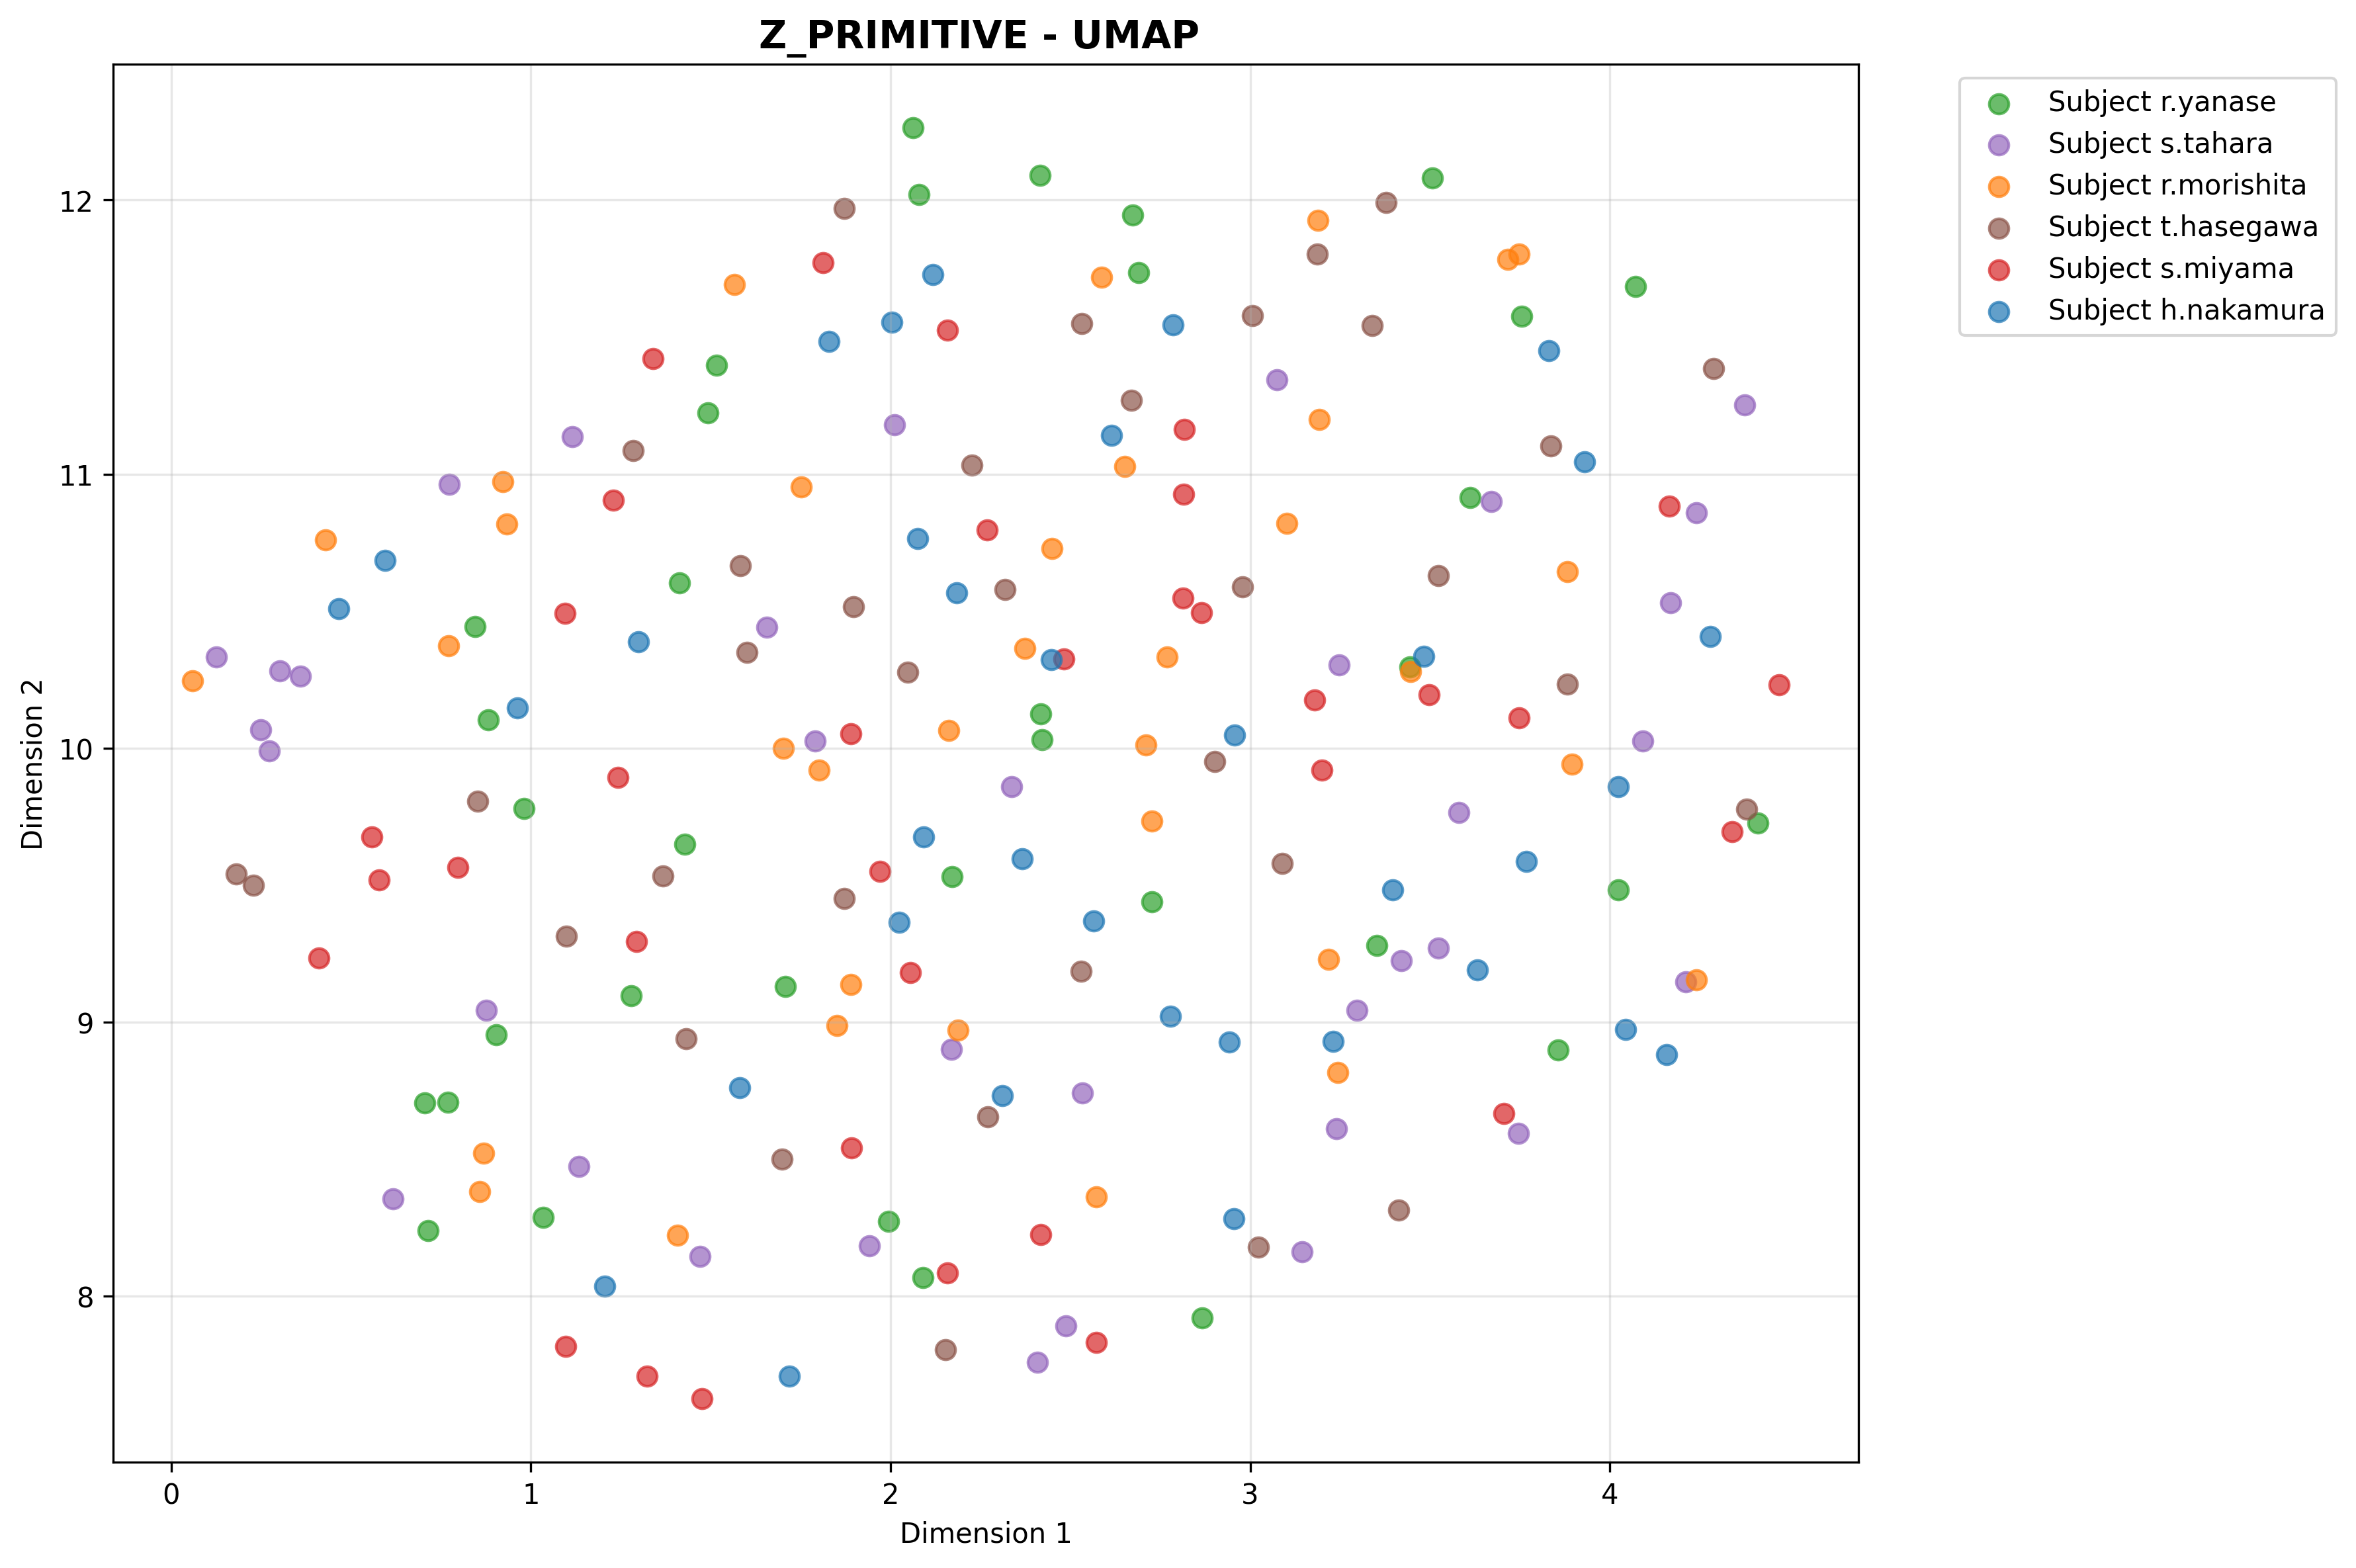 Z_PRIMITIVE - UMAP
Subject r.yanase
Subject s.tahara
Subject r.morishita
Subject t.hasegawa
Subject s.miyama
Subject h.nakamura
12
11
10
9
8
Dimension 2
0 1 2 3 4
Dimension 1